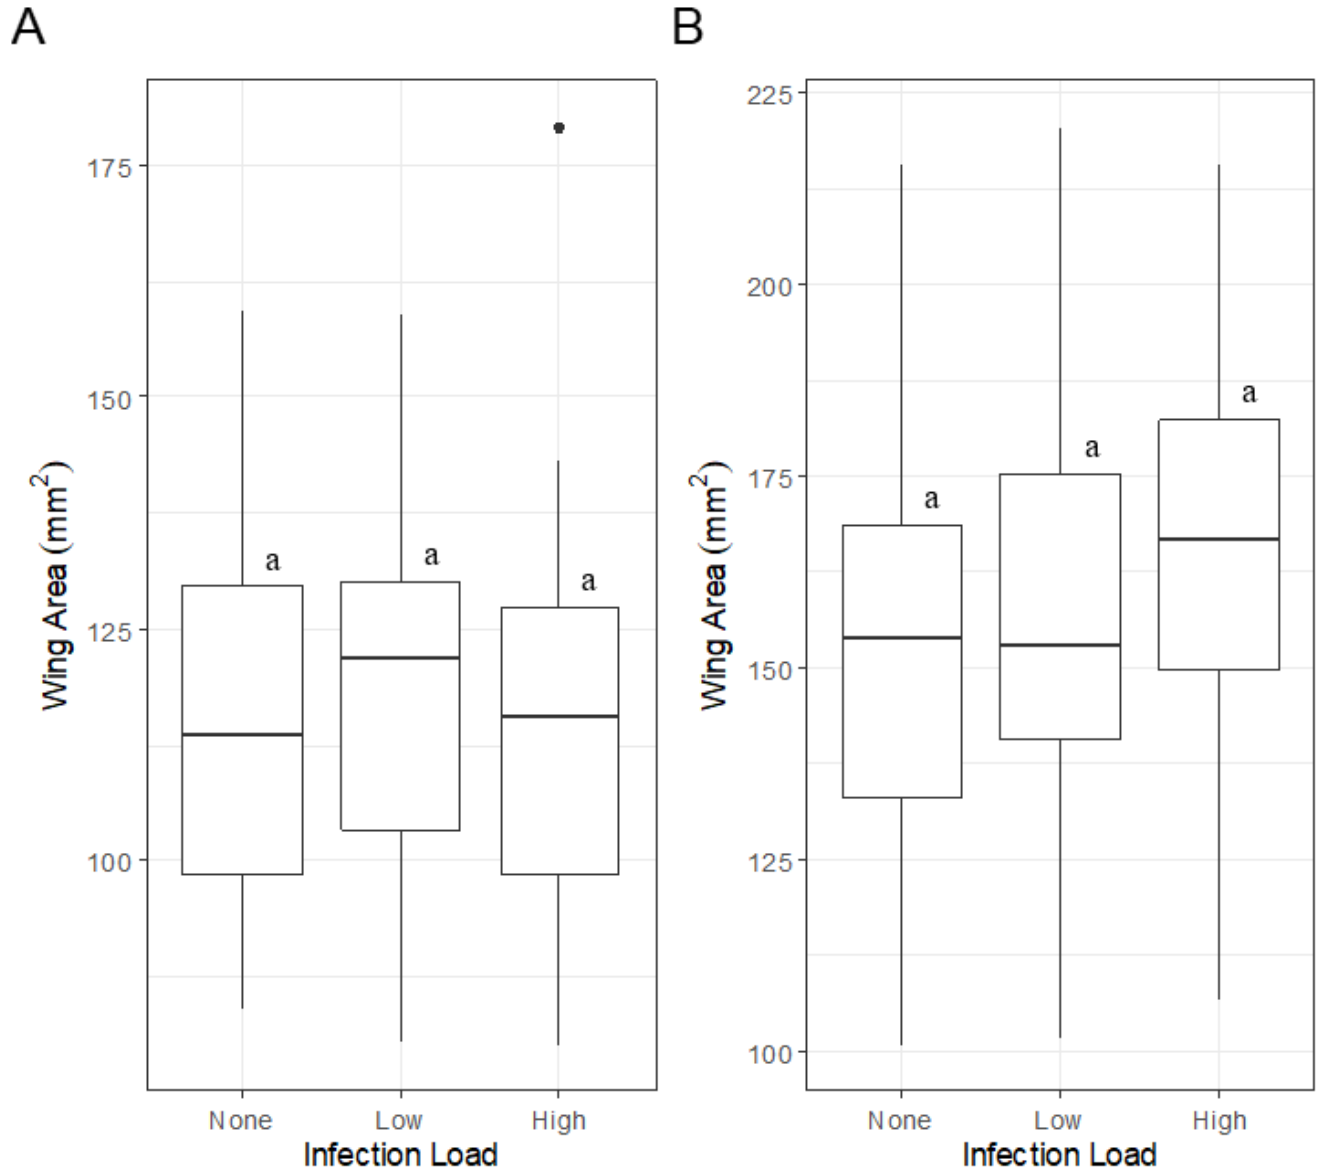 A
B
Wing Area (mm²)
175
150
125
100
a
a
a
None
Low
High
Infection Load
Wing Area (mm²)
225
200
175
150
125
100
a
a
a
None
Low
High
Infection Load